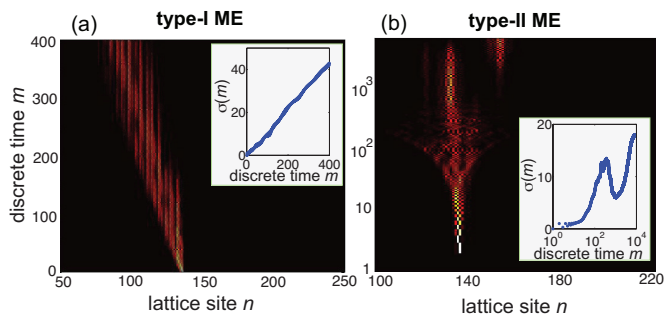 type-I ME
type-II ME
(a)
(b)
discrete time m
400
300
200
100
0
50
100
150
200
250
lattice site n
σ(m)
40
20
0
0
200
400
discrete time m
10³
10²
10
1
100
140
180
220
lattice site n
σ(m)
20
10
0
10⁰
10²
10⁴
discrete time m